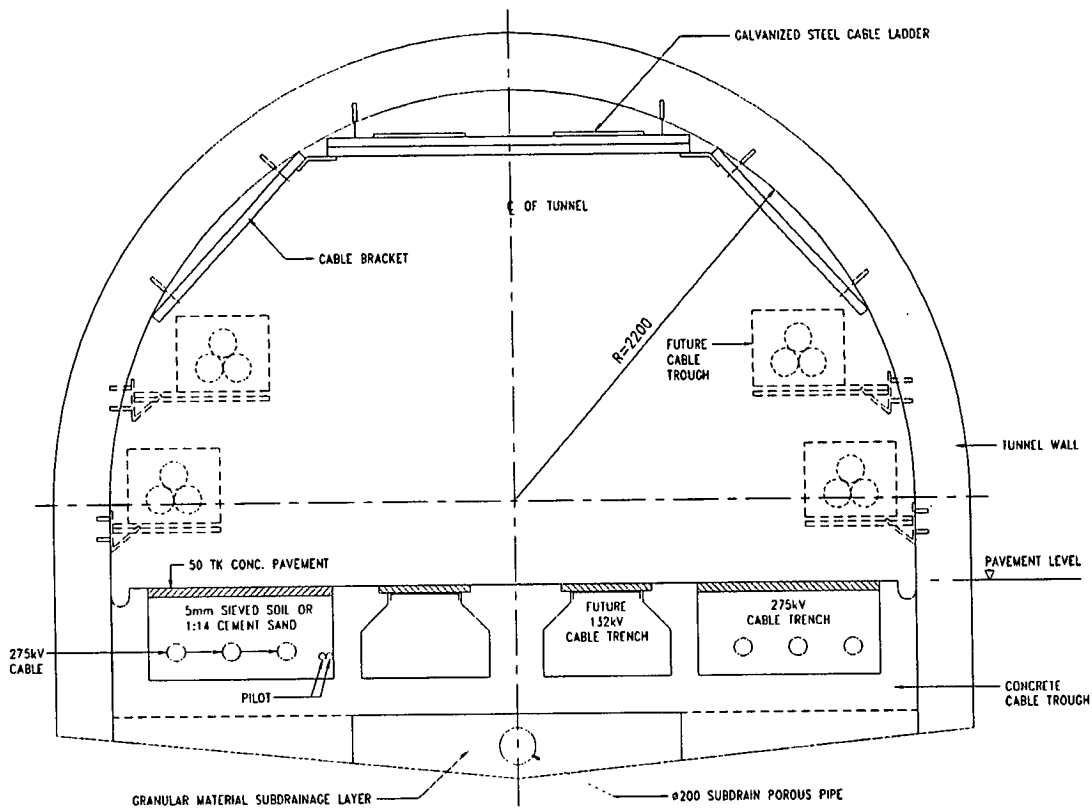 GALVANIZED STEEL CABLE LADDER
℄ OF TUNNEL
CABLE BRACKET
R=2200
FUTURE
CABLE
TROUGH
TUNNEL WALL
50 TK CONC. PAVEMENT
PAVEMENT LEVEL
5mm SIEVED SOIL OR
1:14 CEMENT SAND
FUTURE
132kV
CABLE TRENCH
275kV
CABLE TRENCH
275kV
CABLE
PILOT
CONCRETE
CABLE TROUGH
GRANULAR MATERIAL SUBDRAINAGE LAYER
ø200 SUBDRAIN POROUS PIPE